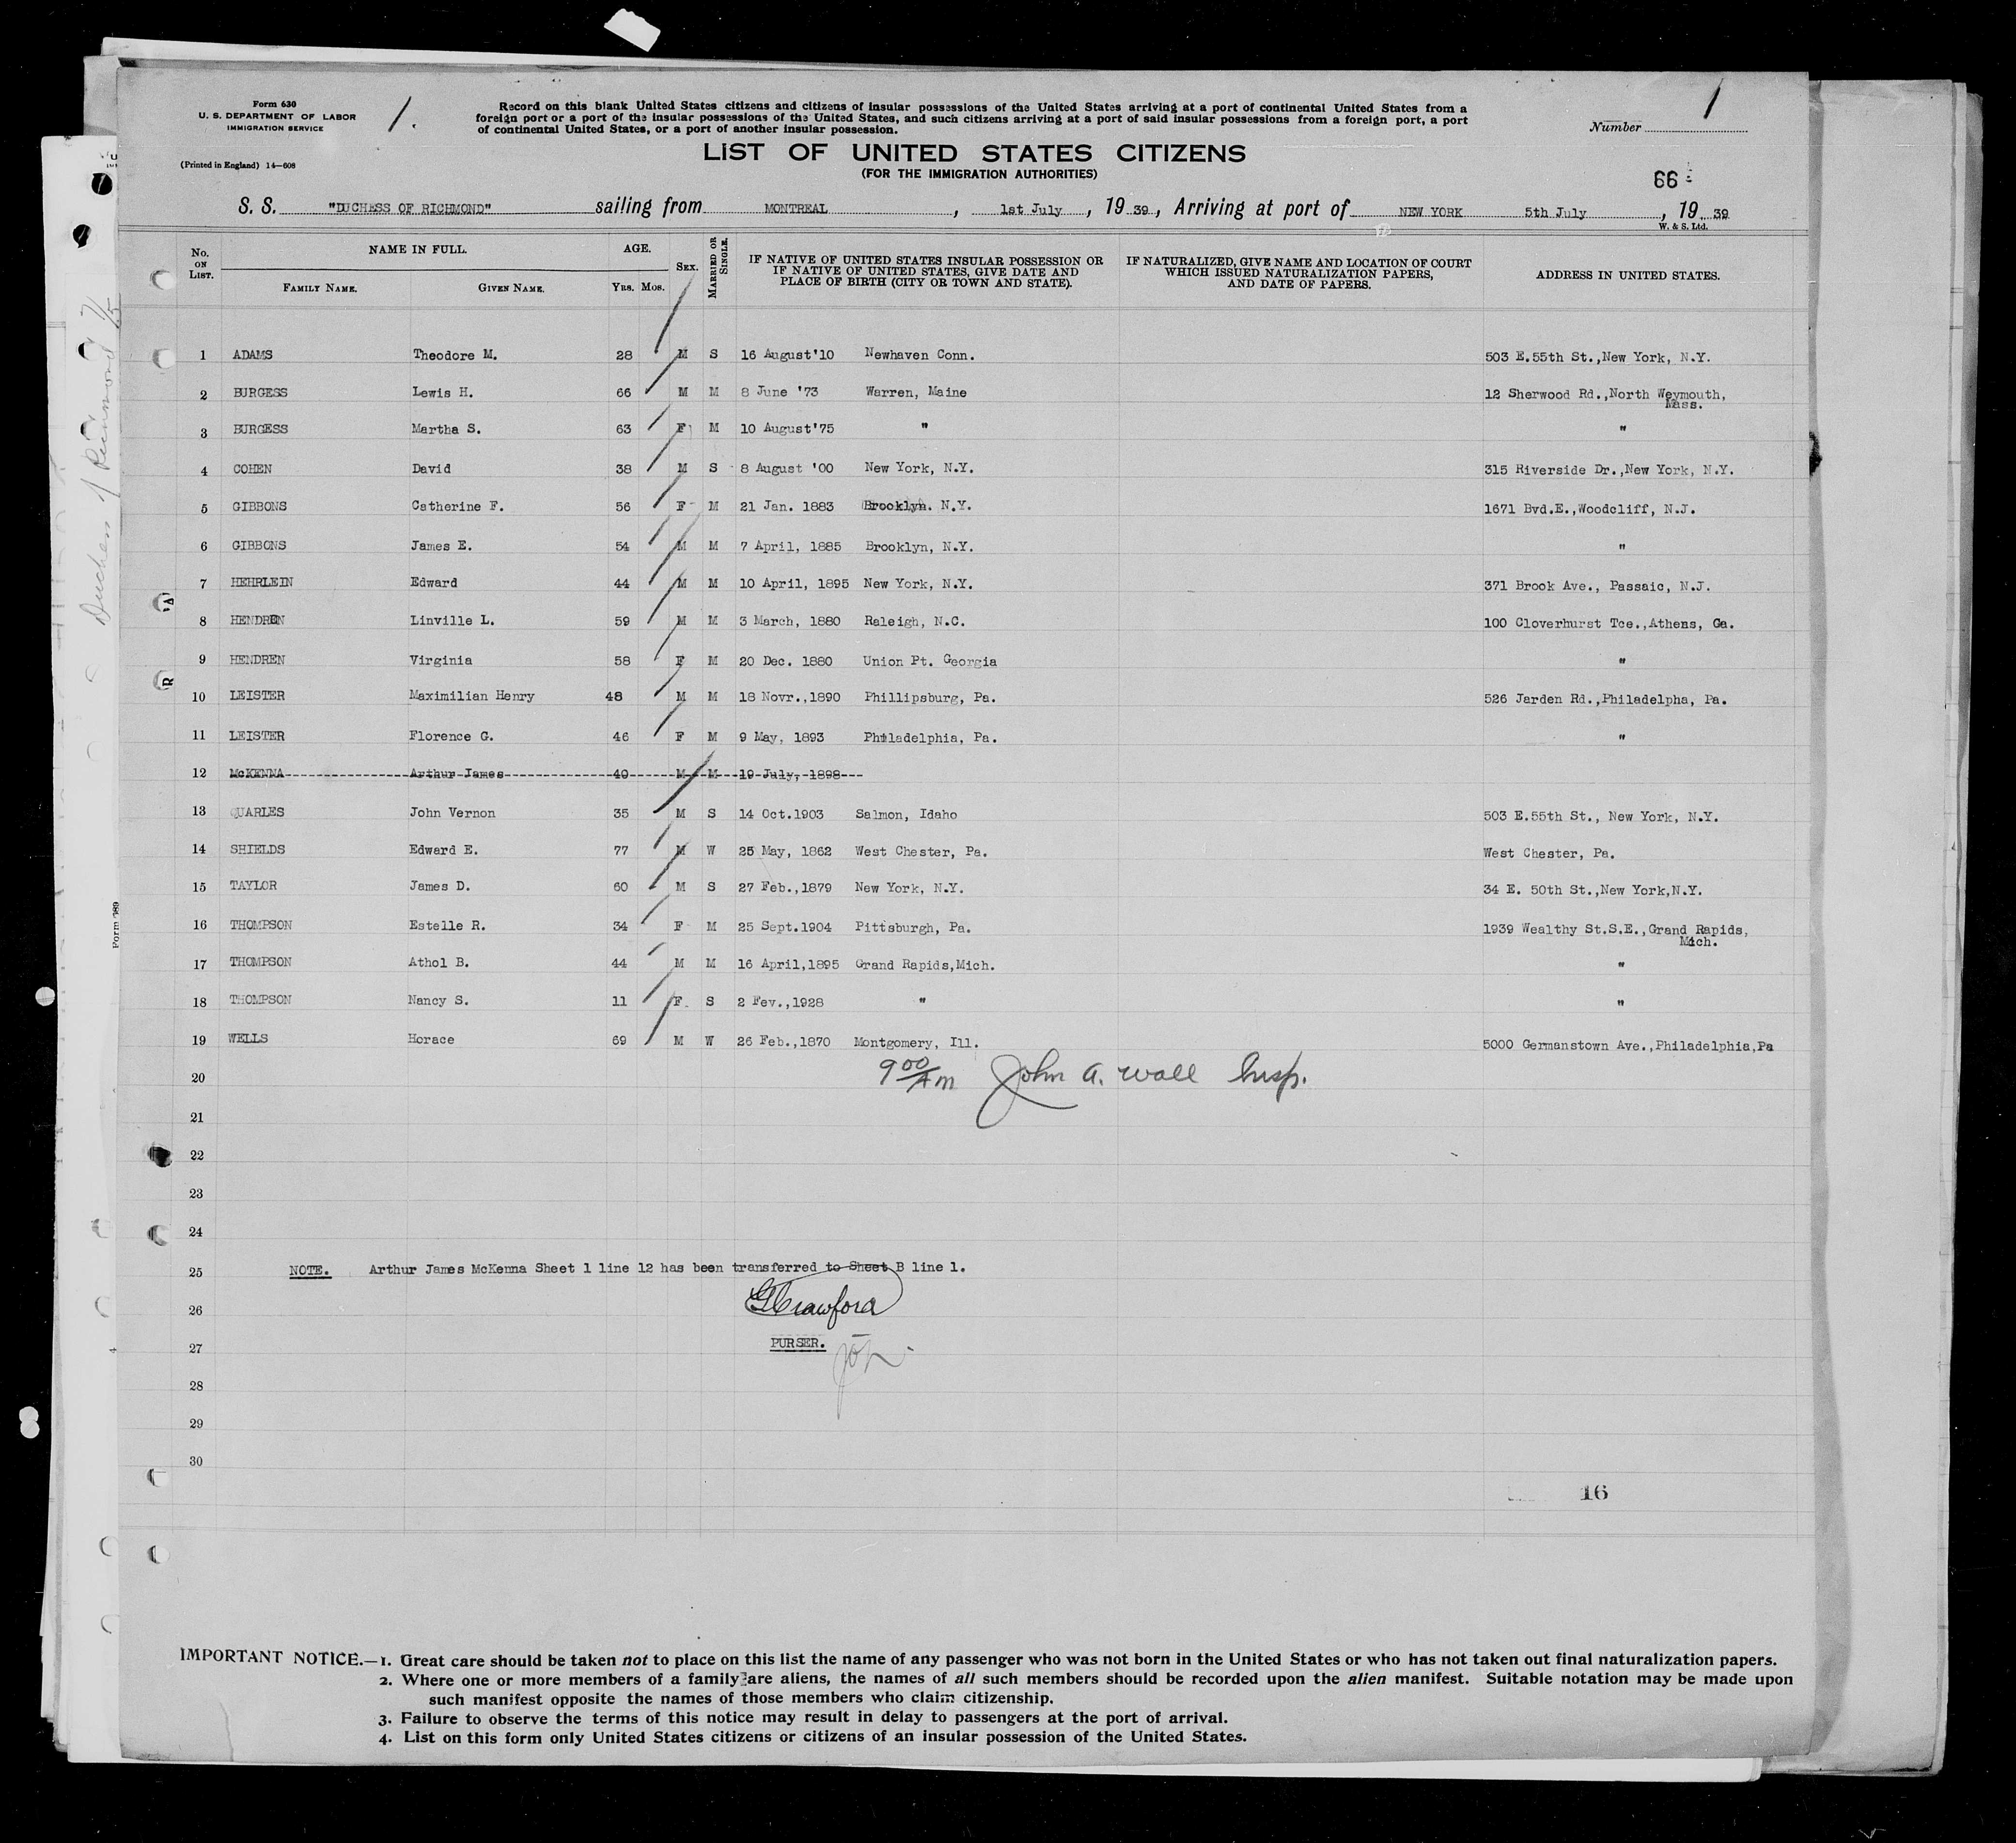 Form 630
U. S. DEPARTMENT OF LABOR
IMMIGRATION SERVICE
(Printed in England) 14—608
1.
Record on this blank United States citizens and citizens of insular possessions of the United States arriving at a port of continental United States from a
foreign port or a port of the insular possessions of the United States, and such citizens arriving at a port of said insular possessions from a foreign port, a port
of continental United States, or a port of another insular possession.
1
Number
LIST OF UNITED STATES CITIZENS
(FOR THE IMMIGRATION AUTHORITIES)
66
S. S. "DUCHESS OF RICHMOND" sailing from MONTREAL, 1st July, 19 39, Arriving at port of NEW YORK 5th July, 19 39
W. & S. Ltd.
No. ON LIST. NAME IN FULL. FAMILY NAME. GIVEN NAME. AGE. YRS. MOS. SEX. MARRIED OR SINGLE. IF NATIVE OF UNITED STATES INSULAR POSSESSION OR IF NATIVE OF UNITED STATES, GIVE DATE AND PLACE OF BIRTH (CITY OR TOWN AND STATE). IF NATURALIZED, GIVE NAME AND LOCATION OF COURT WHICH ISSUED NATURALIZATION PAPERS, AND DATE OF PAPERS. ADDRESS IN UNITED STATES.
1 ADAMS Theodore M. 28 M S 16 August'10 Newhaven Conn. 503 E.55th St.,New York, N.Y.
2 BURGESS Lewis H. 66 M M 8 June '73 Warren, Maine 12 Sherwood Rd.,North Weymouth,
Mass.
3 BURGESS Martha S. 63 F M 10 August'75 " "
4 COHEN David 38 M S 8 August '00 New York, N.Y. 315 Riverside Dr.,New York, N.Y.
5 GIBBONS Catherine F. 56 F M 21 Jan. 1883 Brooklyn. N.Y. 1671 Bvd.E.,Woodcliff, N.J.
6 GIBBONS James E. 54 M M 7 April, 1885 Brooklyn, N.Y. "
7 HEHRLEIN Edward 44 M M 10 April, 1895 New York, N.Y. 371 Brook Ave., Passaic, N.J.
8 HENDREN Linville L. 59 M M 3 March, 1880 Raleigh, N.C. 100 Cloverhurst Tce.,Athens, Ga.
9 HENDREN Virginia 58 F M 20 Dec. 1880 Union Pt. Georgia "
10 LEISTER Maximilian Henry 48 M M 18 Novr.,1890 Phillipsburg, Pa. 526 Jarden Rd.,Philadelpha, Pa.
11 LEISTER Florence G. 46 F M 9 May, 1893 Philadelphia, Pa. "
12 McKENNA Arthur James 40 M M 19 July, 1898
13 QUARLES John Vernon 35 M S 14 Oct.1903 Salmon, Idaho 503 E.55th St., New York, N.Y.
14 SHIELDS Edward E. 77 M W 25 May, 1862 West Chester, Pa. West Chester, Pa.
15 TAYLOR James D. 60 M S 27 Feb.,1879 New York, N.Y. 34 E. 50th St.,New York,N.Y.
16 THOMPSON Estelle R. 34 F M 25 Sept.1904 Pittsburgh, Pa. 1939 Wealthy St.S.E.,Grand Rapids,
Mich.
17 THOMPSON Athol B. 44 M M 16 April,1895 Grand Rapids,Mich. "
18 THOMPSON Nancy S. 11 F S 2 Fev.,1928 " "
19 WELLS Horace 69 M W 26 Feb.,1870 Montgomery, Ill. 5000 Germanstown Ave.,Philadelphia,Pa
20 9 00 AM John A. Wall Insp.
21
22
23
24
25 NOTE. Arthur James McKenna Sheet 1 line 12 has been transferred to Sheet B line 1.
26 Crawford
27 PURSER.
28
29
30
16
IMPORTANT NOTICE.—1. Great care should be taken not to place on this list the name of any passenger who was not born in the United States or who has not taken out final naturalization papers.
2. Where one or more members of a family are aliens, the names of all such members should be recorded upon the alien manifest. Suitable notation may be made upon
such manifest opposite the names of those members who claim citizenship.
3. Failure to observe the terms of this notice may result in delay to passengers at the port of arrival.
4. List on this form only United States citizens or citizens of an insular possession of the United States.
Duchess of Richmond 7/5